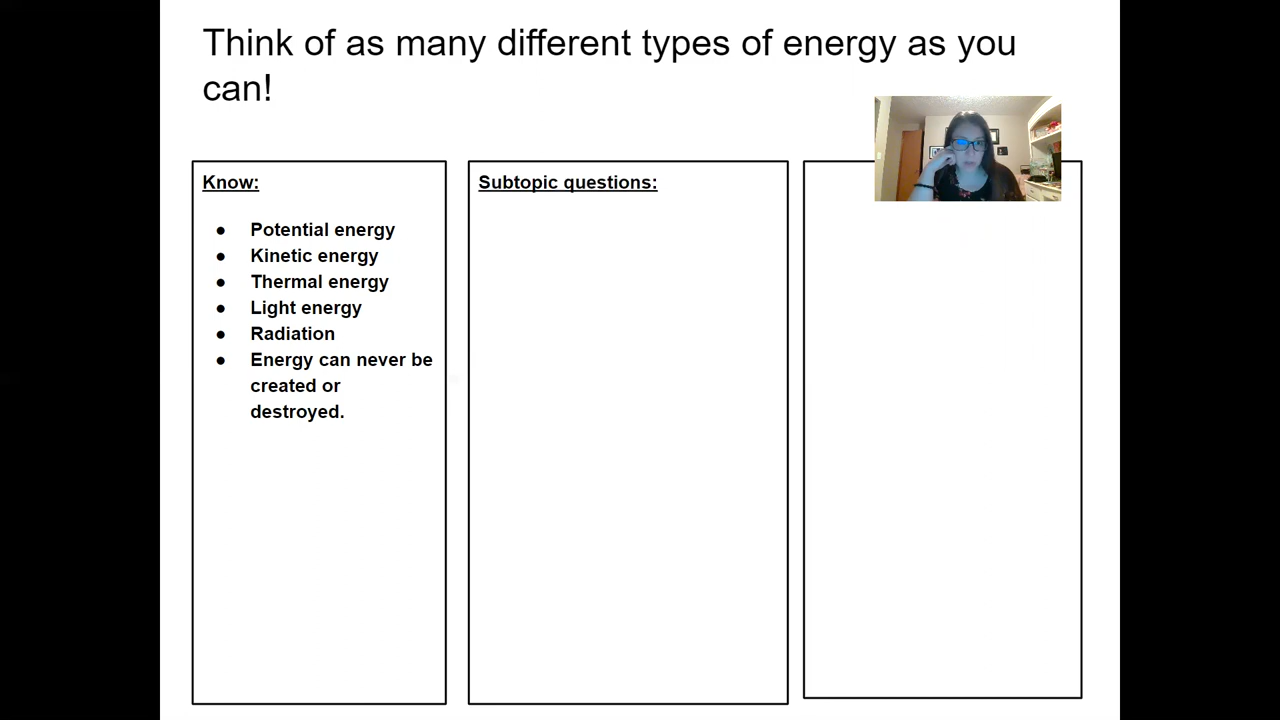 Think of as many different types of energy as you
can!
Know:
● Potential energy
● Kinetic energy
● Thermal energy
● Light energy
● Radiation
● Energy can never be
created or
destroyed.
Subtopic questions: